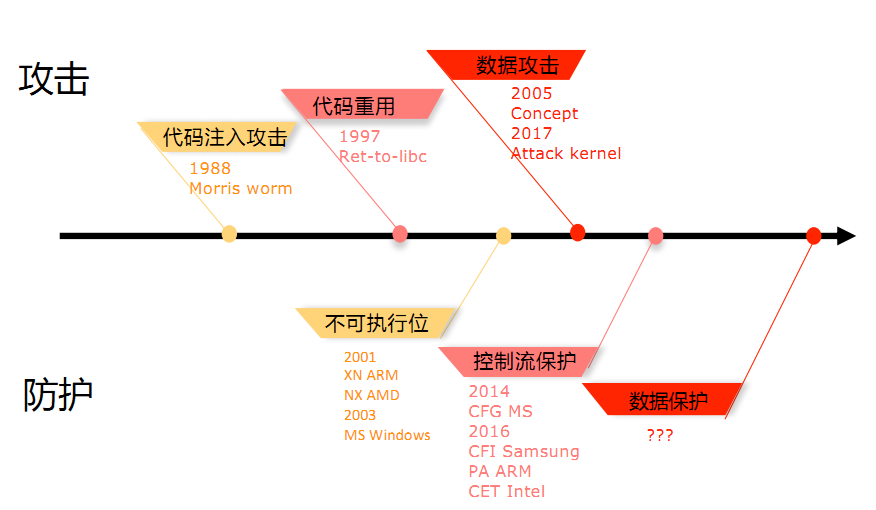 攻击
代码注入攻击
1988
Morris worm
代码重用
1997
Ret-to-libc
数据攻击
2005
Concept
2017
Attack kernel
防护
不可执行位
2001
XN ARM
NX AMD
2003
MS Windows
控制流保护
2014
CFG MS
2016
CFI Samsung
PA ARM
CET Intel
数据保护
???